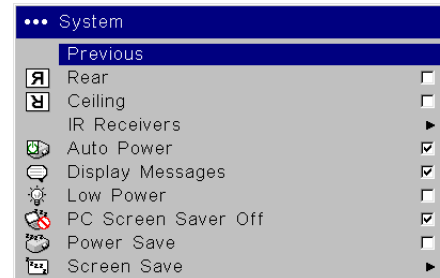 ••• System
Previous
Rear
Ceiling
IR Receivers
Auto Power
Display Messages
Low Power
PC Screen Saver Off
Power Save
Screen Save